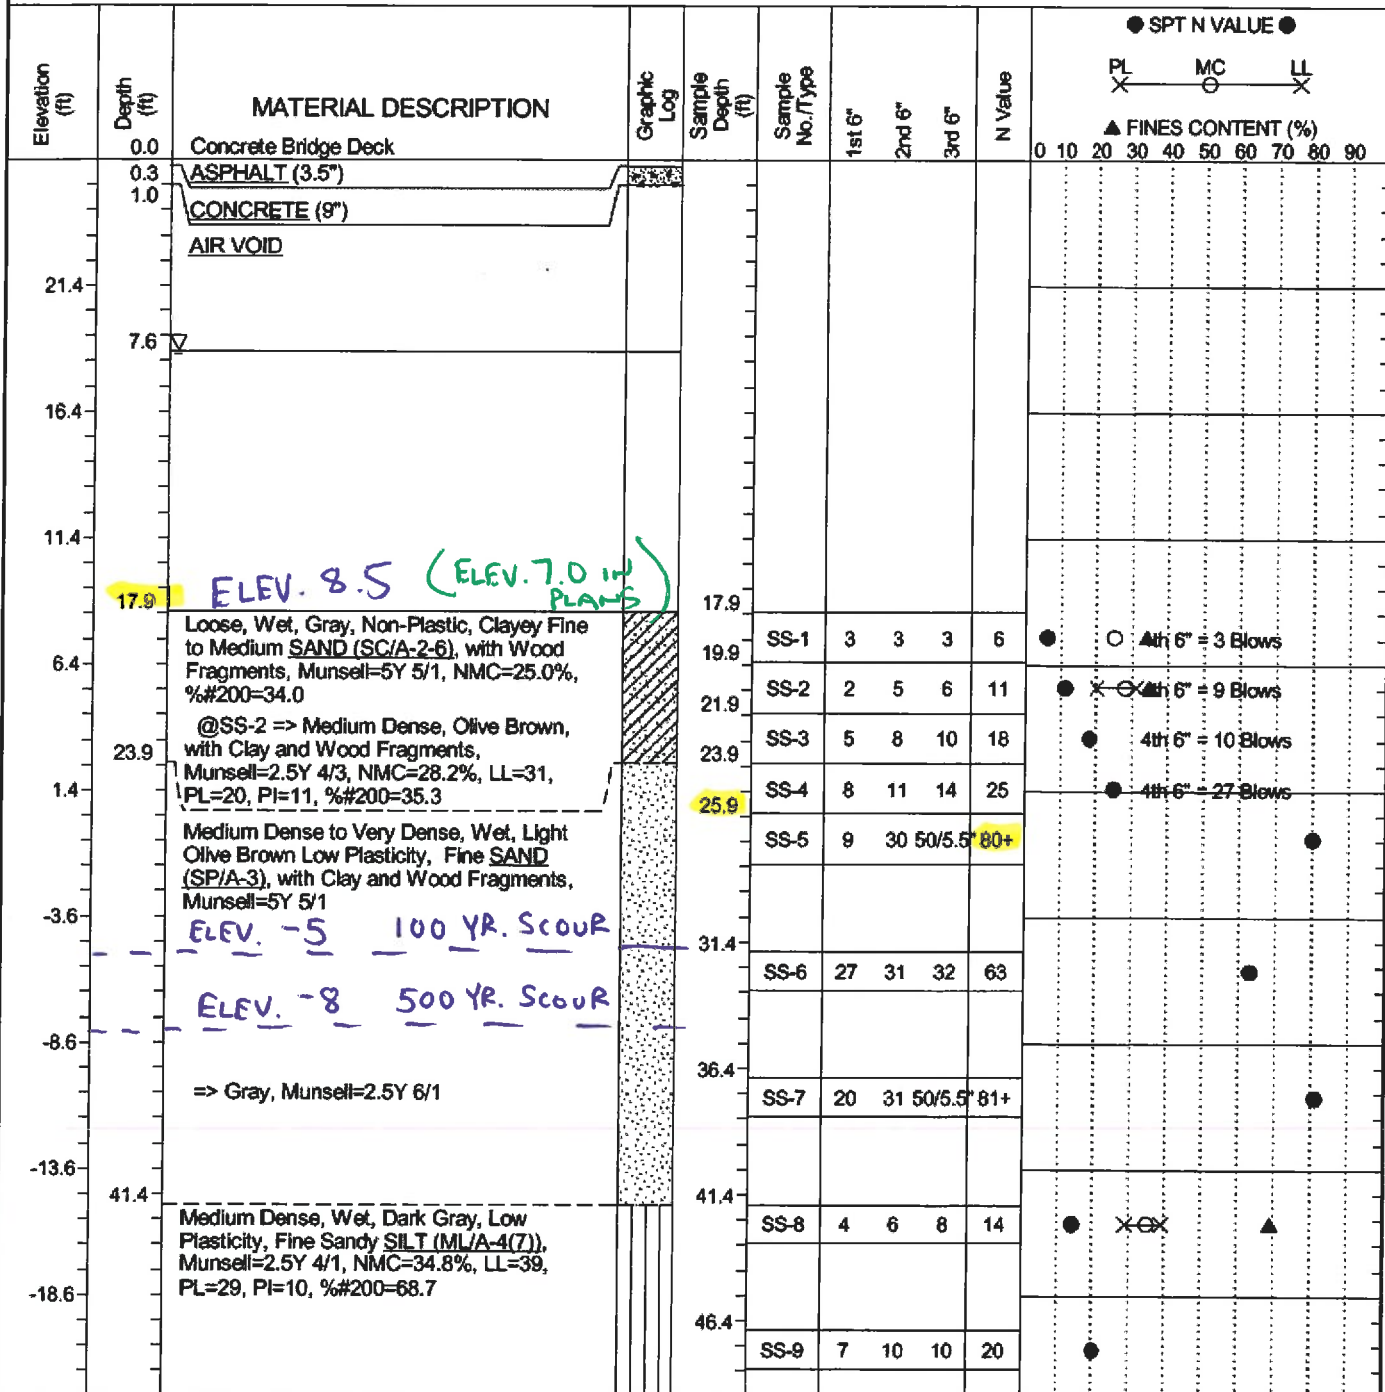 ● SPT N VALUE ●
PL MC LL
▲ FINES CONTENT (%)
0 10 20 30 40 50 60 70 80 90
Elevation (ft)
Depth (ft)
MATERIAL DESCRIPTION
Graphic Log
Sample Depth (ft)
Sample No./Type
1st 6"
2nd 6"
3rd 6"
N Value
0.0 Concrete Bridge Deck
0.3 ASPHALT (3.5")
1.0
CONCRETE (9")
AIR VOID
21.4
7.6
16.4
11.4
17.9 ELEV. 8.5 (ELEV. 7.0 IN PLANS)
17.9
Loose, Wet, Gray, Non-Plastic, Clayey Fine
to Medium SAND (SC/A-2-6), with Wood
Fragments, Munsell=5Y 5/1, NMC=25.0%,
%#200=34.0
SS-1 3 3 3 6 4th 6" = 3 Blows
6.4
19.9
SS-2 2 5 6 11 4th 6" = 9 Blows
21.9
@SS-2 => Medium Dense, Olive Brown,
with Clay and Wood Fragments,
Munsell=2.5Y 4/3, NMC=28.2%, LL=31,
PL=20, PI=11, %#200=35.3
SS-3 5 8 10 18 4th 6" = 10 Blows
23.9
23.9
1.4
SS-4 8 11 14 25 4th 6" = 27 Blows
25.9
Medium Dense to Very Dense, Wet, Light
Olive Brown Low Plasticity, Fine SAND
(SP/A-3), with Clay and Wood Fragments,
Munsell=5Y 5/1
SS-5 9 30 50/5.5" 80+
-3.6
ELEV. -5 100 YR. SCOUR
31.4
SS-6 27 31 32 63
ELEV. -8 500 YR. SCOUR
-8.6
36.4
=> Gray, Munsell=2.5Y 6/1
SS-7 20 31 50/5.5" 81+
-13.6
41.4
41.4
Medium Dense, Wet, Dark Gray, Low
Plasticity, Fine Sandy SILT (ML/A-4(7)),
Munsell=2.5Y 4/1, NMC=34.8%, LL=39,
PL=29, PI=10, %#200=68.7
SS-8 4 6 8 14
-18.6
46.4
SS-9 7 10 10 20